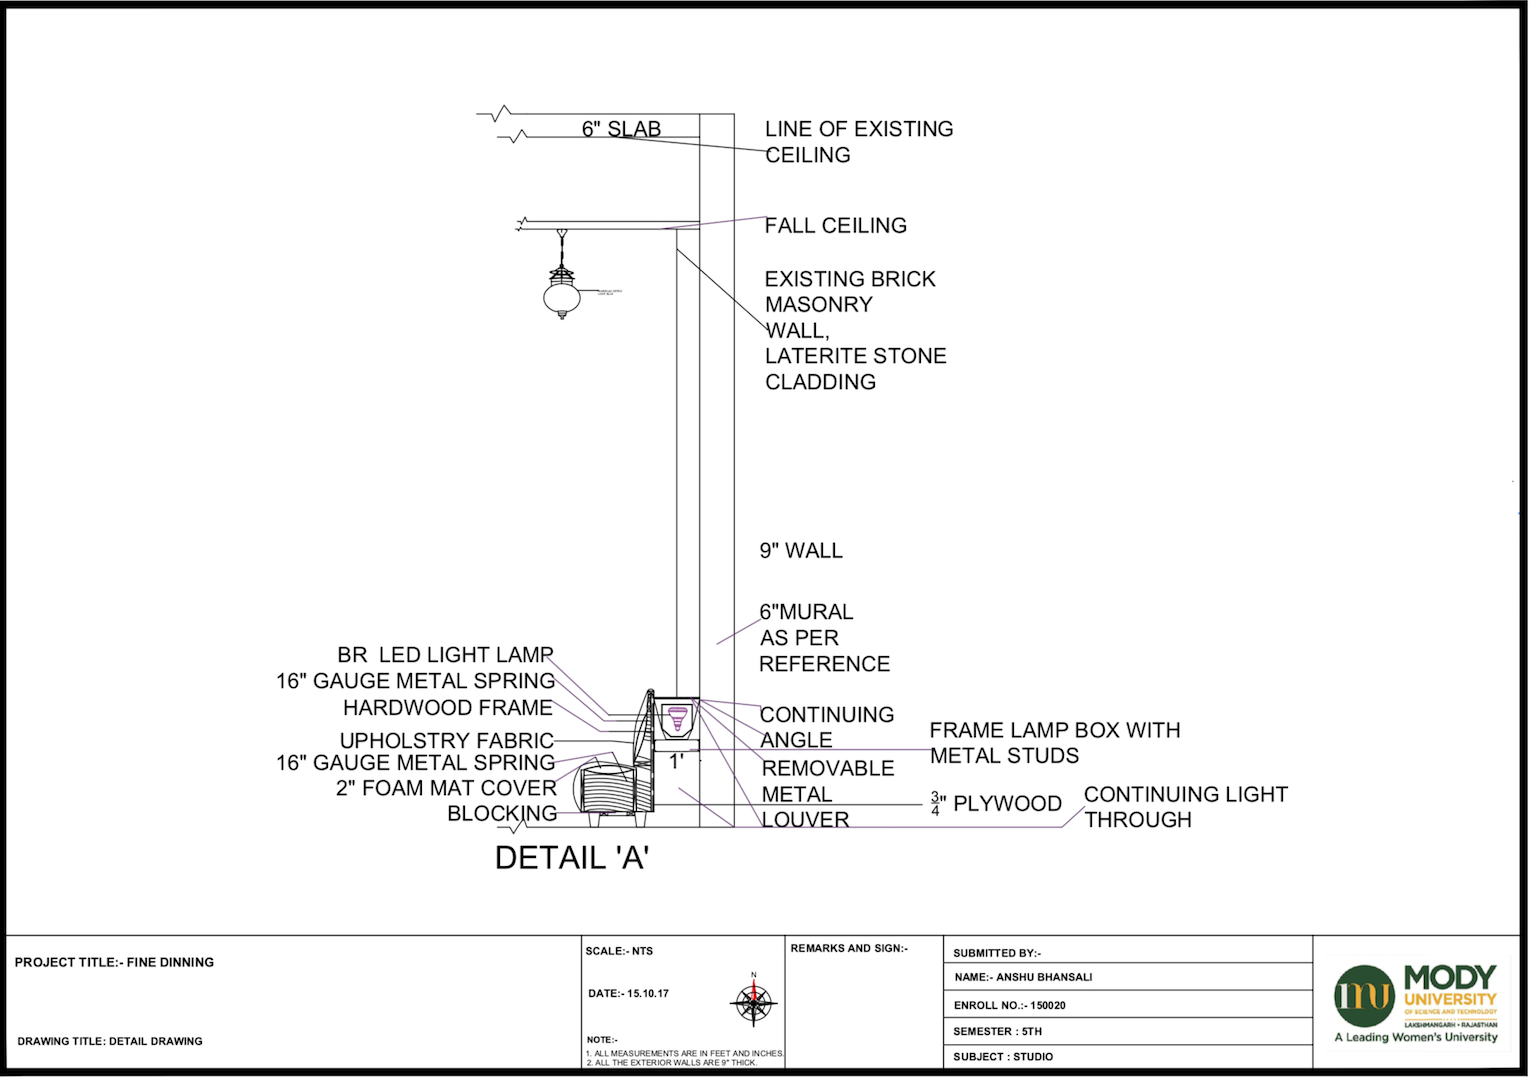 6" SLAB
LINE OF EXISTING
CEILING
FALL CEILING
EXISTING BRICK
MASONRY
WALL,
LATERITE STONE
CLADDING
9" WALL
6"MURAL
AS PER
REFERENCE
BR LED LIGHT LAMP
16" GAUGE METAL SPRING
HARDWOOD FRAME
UPHOLSTRY FABRIC
16" GAUGE METAL SPRING
2" FOAM MAT COVER
BLOCKING
1'
CONTINUING
ANGLE
REMOVABLE
METAL
LOUVER
FRAME LAMP BOX WITH
METAL STUDS
3/4" PLYWOOD
CONTINUING LIGHT
THROUGH
DETAIL 'A'
PROJECT TITLE:- FINE DINNING
DRAWING TITLE: DETAIL DRAWING
SCALE:- NTS
DATE:- 15.10.17
N
NOTE:-
1. ALL MEASUREMENTS ARE IN FEET AND INCHES.
2. ALL THE EXTERIOR WALLS ARE 9" THICK.
REMARKS AND SIGN:-
SUBMITTED BY:-
NAME:- ANSHU BHANSALI
ENROLL NO.:- 150020
SEMESTER : 5TH
SUBJECT : STUDIO
mu
MODY
UNIVERSITY
OF SCIENCE AND TECHNOLOGY
LAKSHMANGARH • RAJASTHAN
A Leading Women's University